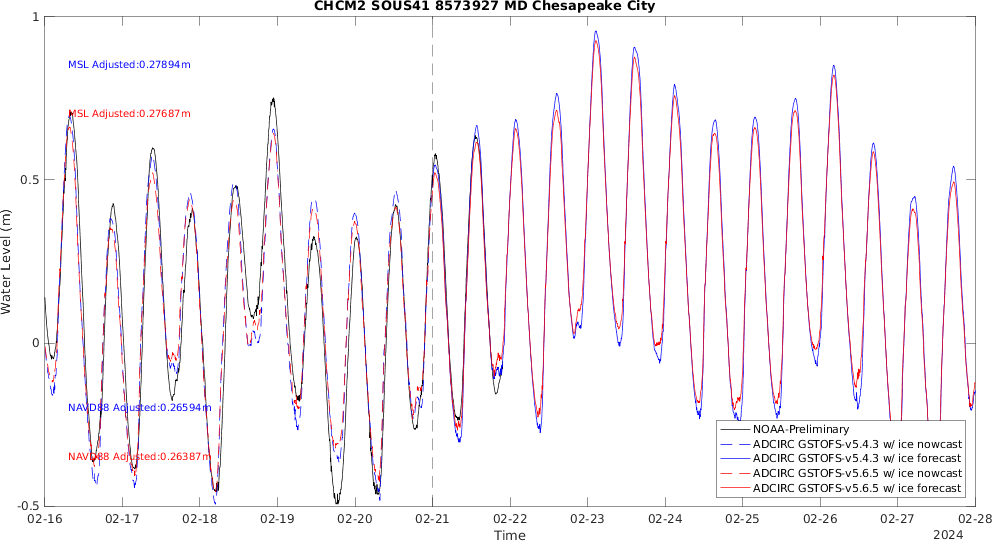 CHCM2 SOUS41 8573927 MD Chesapeake City
Water Level (m)
1
0.5
0
-0.5
MSL Adjusted:0.27894m
MSL Adjusted:0.27687m
NAVD88 Adjusted:0.26594m
NAVD88 Adjusted:0.26387m
NOAA-Preliminary
ADCIRC GSTOFS-v5.4.3 w/ ice nowcast
ADCIRC GSTOFS-v5.4.3 w/ ice forecast
ADCIRC GSTOFS-v5.6.5 w/ ice nowcast
ADCIRC GSTOFS-v5.6.5 w/ ice forecast
02-16 02-17 02-18 02-19 02-20 02-21 02-22 02-23 02-24 02-25 02-26 02-27 02-28
Time
2024